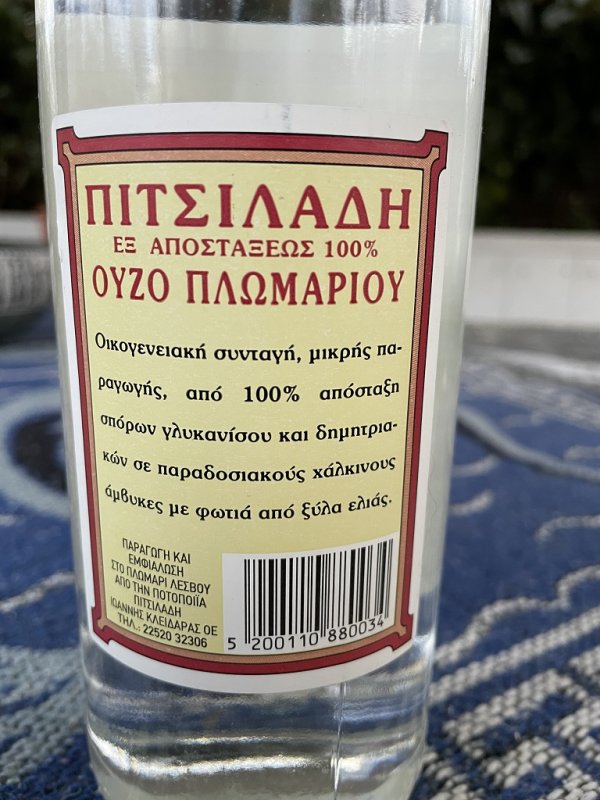 ΠΙΤΣΙΛΑΔΗ
ΕΞ ΑΠΟΣΤΑΞΕΩΣ 100%
ΟΥΖΟ ΠΛΩΜΑΡΙΟΥ
Οικογενειακή συνταγή, μικρής πα-
ραγωγής, από 100% απόσταξη
σπόρων γλυκανίσου και δημητρια-
κών σε παραδοσιακούς χάλκινους
άμβυκες με φωτιά από ξύλα ελιάς.
ΠΑΡΑΓΩΓΗ ΚΑΙ
ΕΜΦΙΑΛΩΣΗ
ΣΤΟ ΠΛΩΜΑΡΙ ΛΕΣΒΟΥ
ΑΠΟ ΤΗΝ ΠΟΤΟΠΟΙΪΑ
ΠΙΤΣΙΛΑΔΗ
ΙΩΑΝΝΗΣ ΚΛΕΙΔΑΡΑΣ ΟΕ
ΤΗΛ.: 22520 32306
5 200110 880034